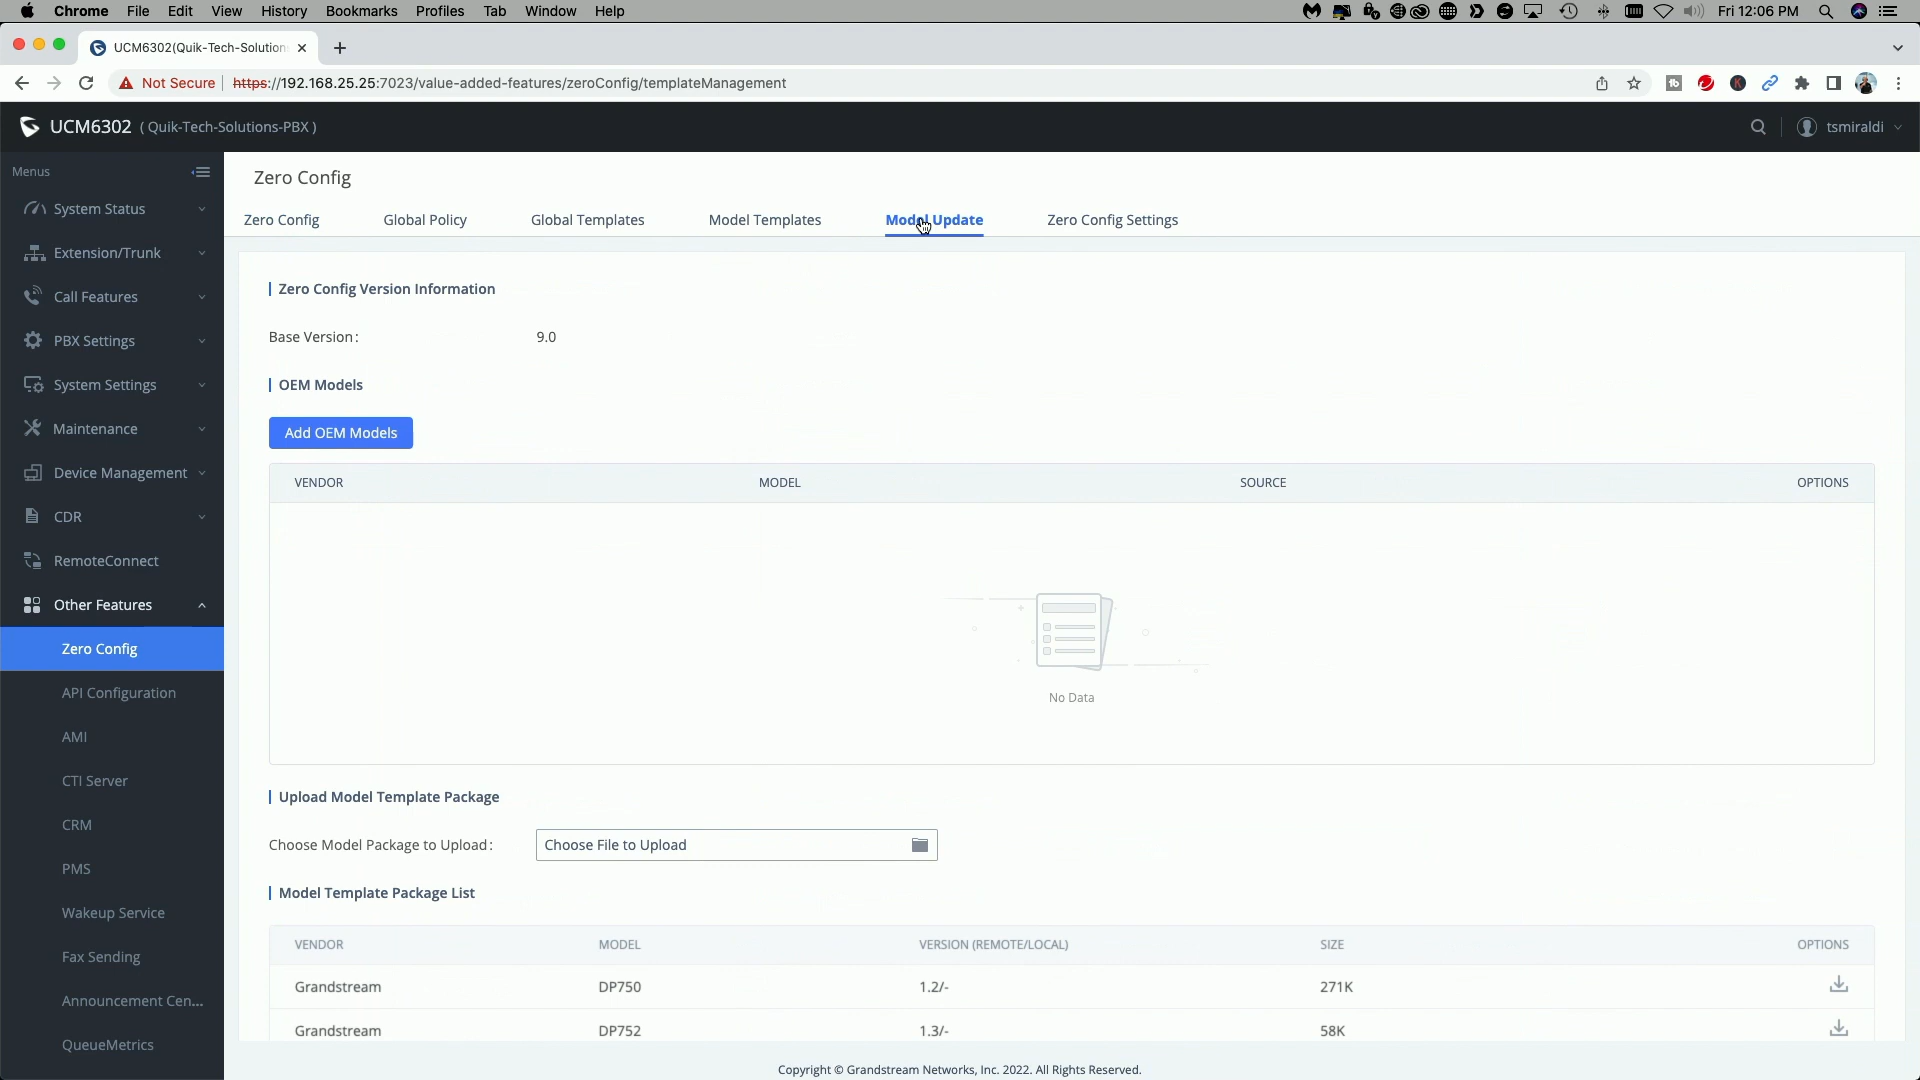 Chrome File Edit View History Bookmarks Profiles Tab Window Help Fri 12:06 PM
UCM6302(Quik-Tech-Solution
Not Secure https://192.168.25.25:7023/value-added-features/zeroConfig/templateManagement
UCM6302 ( Quik-Tech-Solutions-PBX ) tsmiraldi
Menus
System Status
Extension/Trunk
Call Features
PBX Settings
System Settings
Maintenance
Device Management
CDR
RemoteConnect
Other Features
Zero Config
API Configuration
AMI
CTI Server
CRM
PMS
Wakeup Service
Fax Sending
Announcement Cen...
QueueMetrics
Zero Config
Zero Config Global Policy Global Templates Model Templates Model Update Zero Config Settings
Zero Config Version Information
Base Version: 9.0
OEM Models
Add OEM Models
VENDOR MODEL SOURCE OPTIONS
No Data
Upload Model Template Package
Choose Model Package to Upload: Choose File to Upload
Model Template Package List
VENDOR MODEL VERSION (REMOTE/LOCAL) SIZE OPTIONS
Grandstream DP750 1.2/- 271K
Grandstream DP752 1.3/- 58K
Copyright © Grandstream Networks, Inc. 2022. All Rights Reserved.